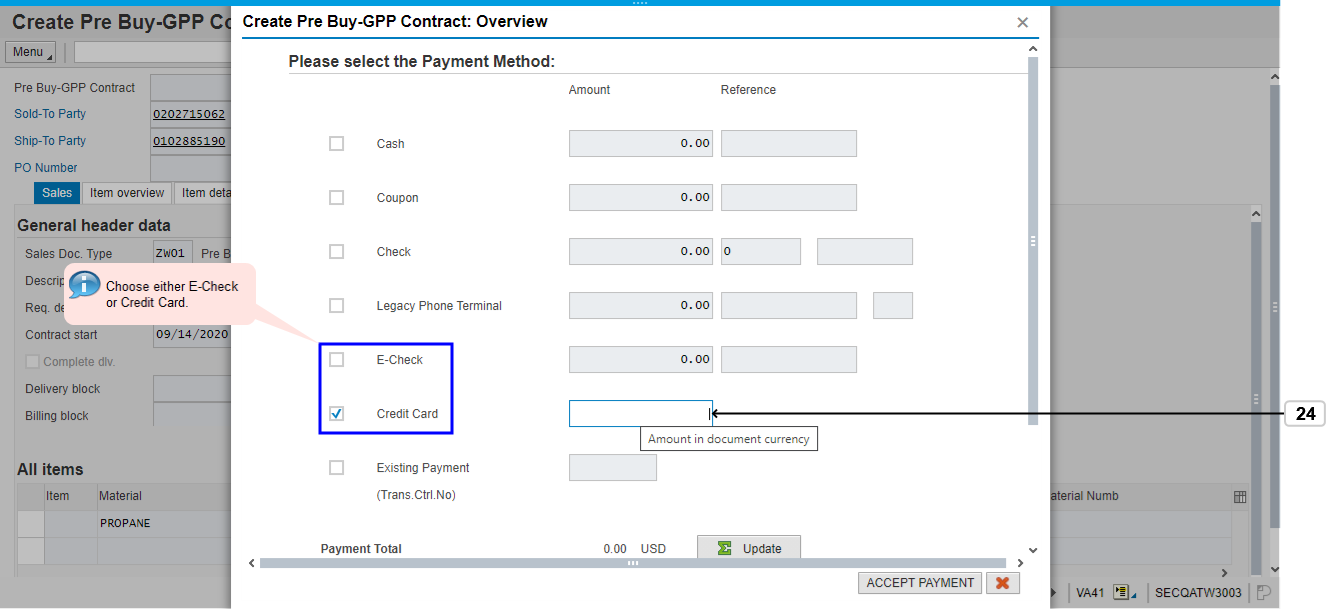 Create Pre Buy-GPP Co
Menu
Pre Buy-GPP Contract
Sold-To Party 0202715062
Ship-To Party 0102885190
PO Number
Sales Item overview Item deta
General header data
Sales Doc. Type ZWO1 Pre B
Descrip
Req. de
Contract start 09/14/2020
Complete dlv.
Delivery block
Billing block
All items
Item Material
PROPANE
Choose either E-Check
or Credit Card.
Create Pre Buy-GPP Contract: Overview
Please select the Payment Method:
Amount Reference
Cash 0.00
Coupon 0.00
Check 0.00 0
Legacy Phone Terminal 0.00
E-Check 0.00
Credit Card
Amount in document currency
Existing Payment
(Trans.Ctrl.No)
Payment Total 0.00 USD Update
ACCEPT PAYMENT
24
aterial Numb
VA41 SECQATW3003